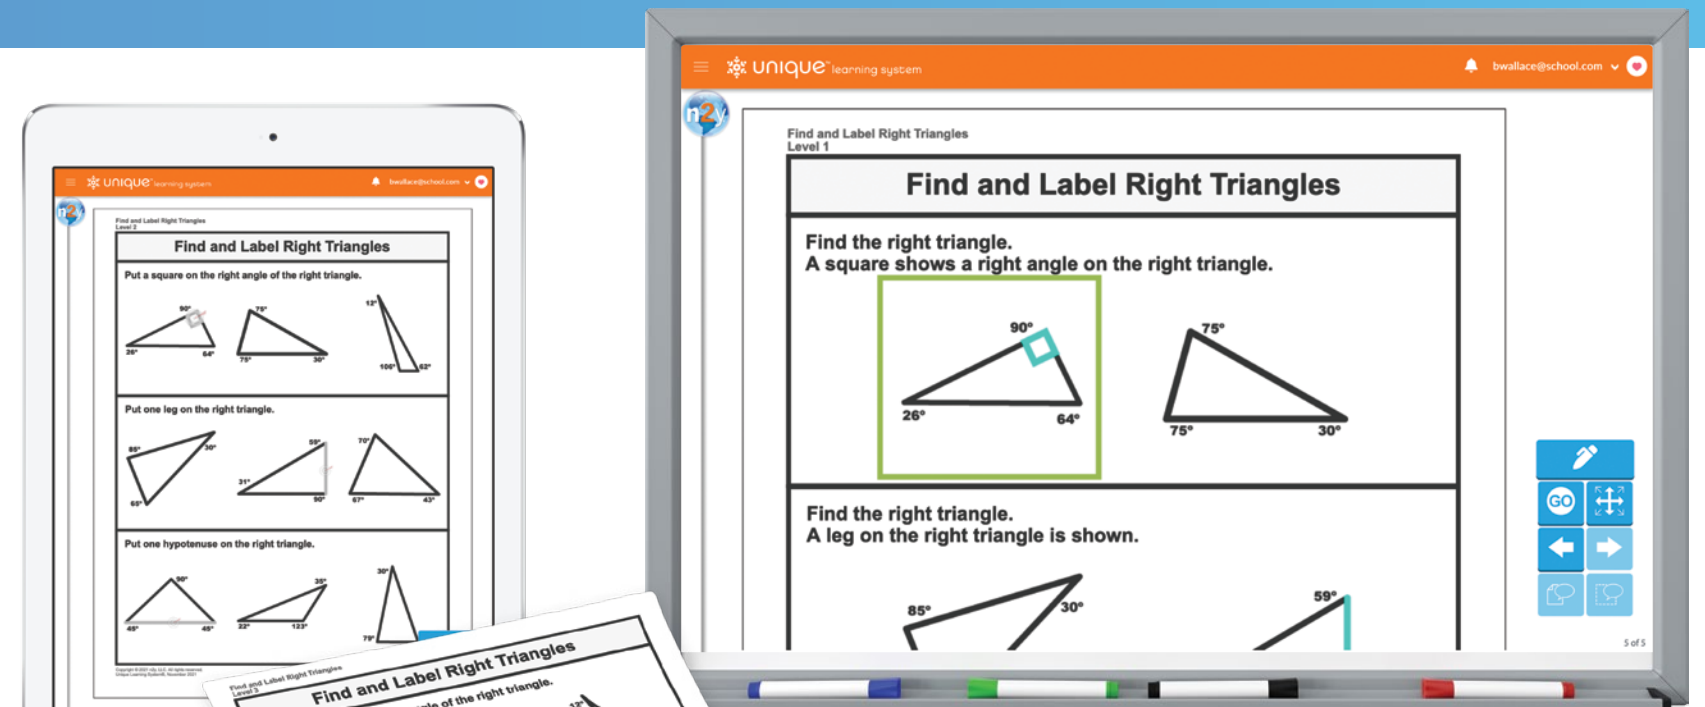 unique learning system
bwallace@school.com
n2y
Find and Label Right Triangles
Level 2
Find and Label Right Triangles
Put a square on the right angle of the right triangle.
90°
26°
64°
75°
75°
30°
12°
106°
62°
Put one leg on the right triangle.
85°
30°
65°
59°
31°
90°
70°
67°
43°
Put one hypotenuse on the right triangle.
90°
45°
45°
35°
22°
123°
30°
79°
Find and Label Right Triangles
Level 3
Find and Label Right Triangles
of the right triangle.
12°
unique learning system
bwallace@school.com
n2y
Find and Label Right Triangles
Level 1
Find and Label Right Triangles
Find the right triangle.
A square shows a right angle on the right triangle.
90°
26°
64°
75°
75°
30°
Find the right triangle.
A leg on the right triangle is shown.
85°
30°
59°
GO
5 of 5